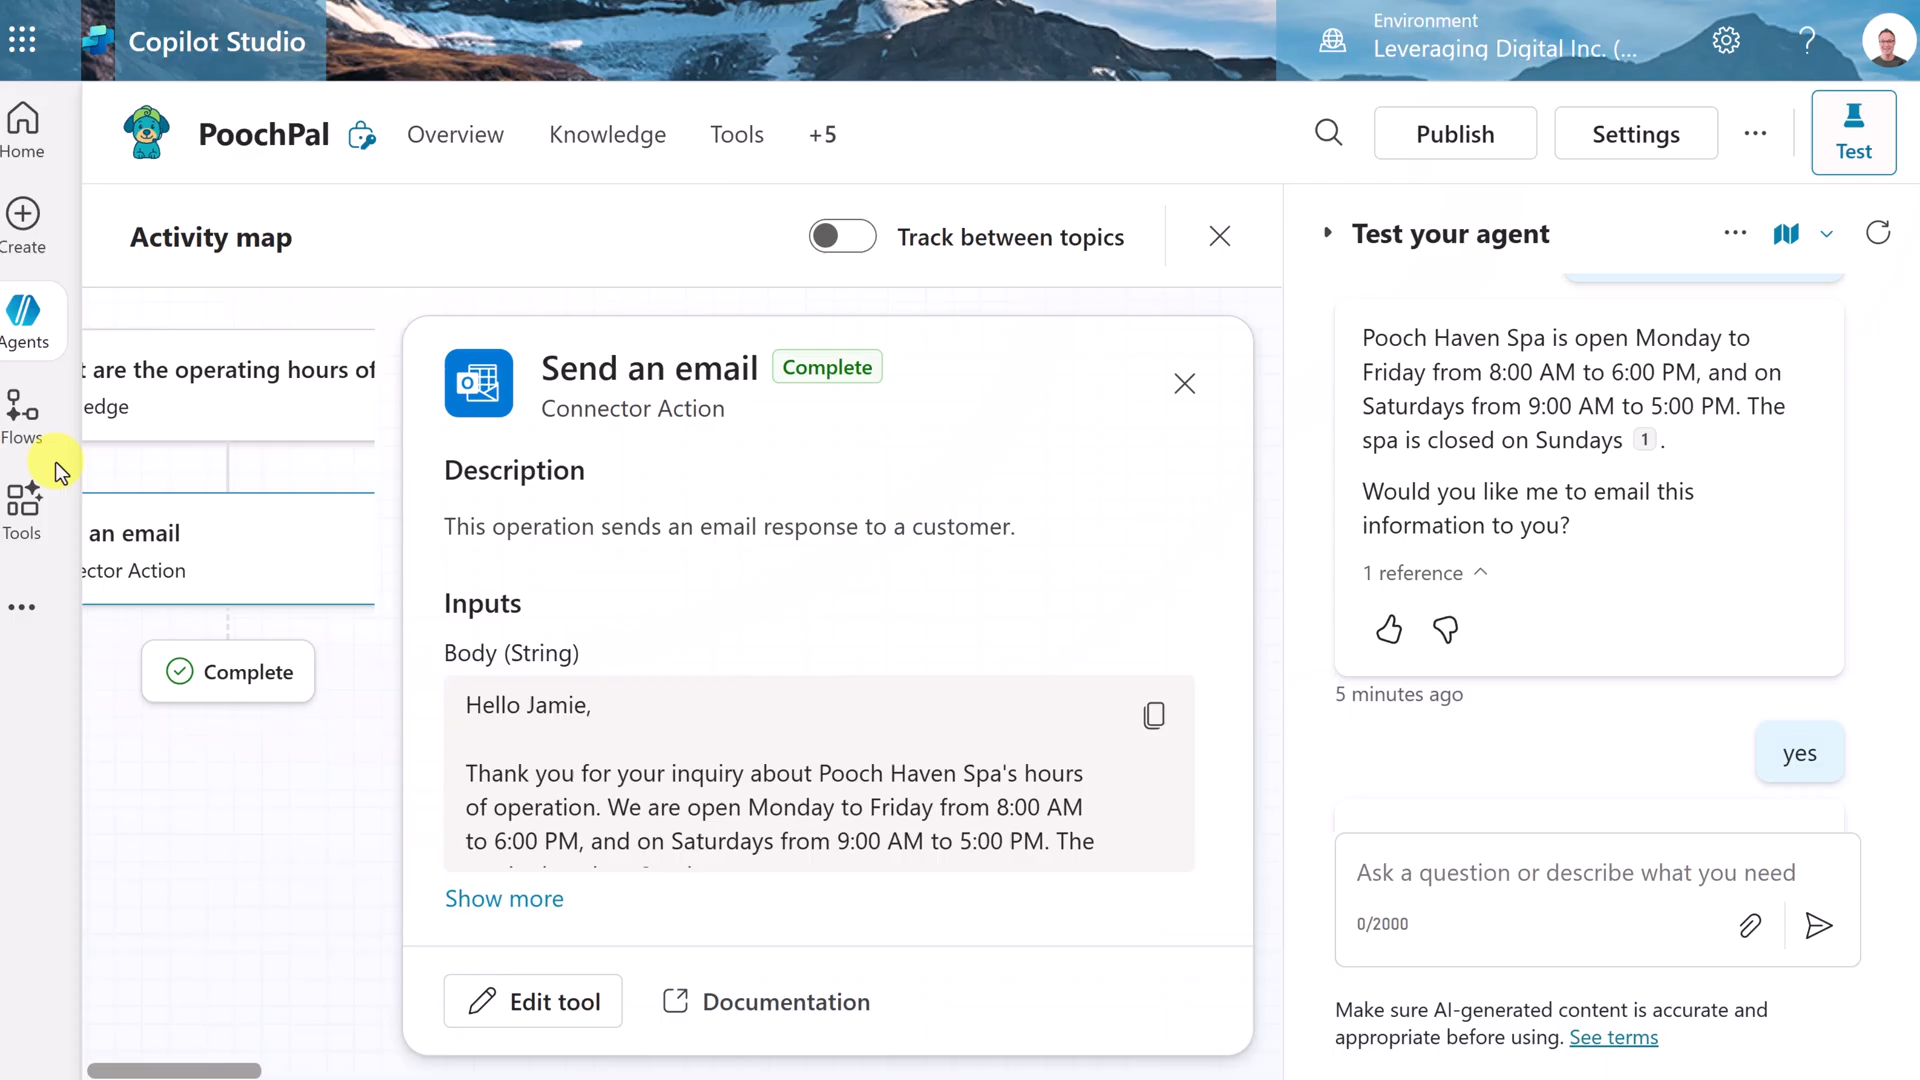 Copilot Studio
Environment
Leveraging Digital Inc. (...
Home
Create
Agents
Flows
Tools
PoochPal
Overview
Knowledge
Tools
+5
Publish
Settings
Test
Activity map
Track between topics
t are the operating hours of
edge
an email
ector Action
Complete
Send an email
Complete
Connector Action
Description
This operation sends an email response to a customer.
Inputs
Body (String)
Hello Jamie,
Thank you for your inquiry about Pooch Haven Spa's hours
of operation. We are open Monday to Friday from 8:00 AM
to 6:00 PM, and on Saturdays from 9:00 AM to 5:00 PM. The
Show more
Edit tool
Documentation
Test your agent
Pooch Haven Spa is open Monday to
Friday from 8:00 AM to 6:00 PM, and on
Saturdays from 9:00 AM to 5:00 PM. The
spa is closed on Sundays 1 .
Would you like me to email this
information to you?
1 reference
5 minutes ago
yes
Ask a question or describe what you need
0/2000
Make sure AI-generated content is accurate and
appropriate before using. See terms